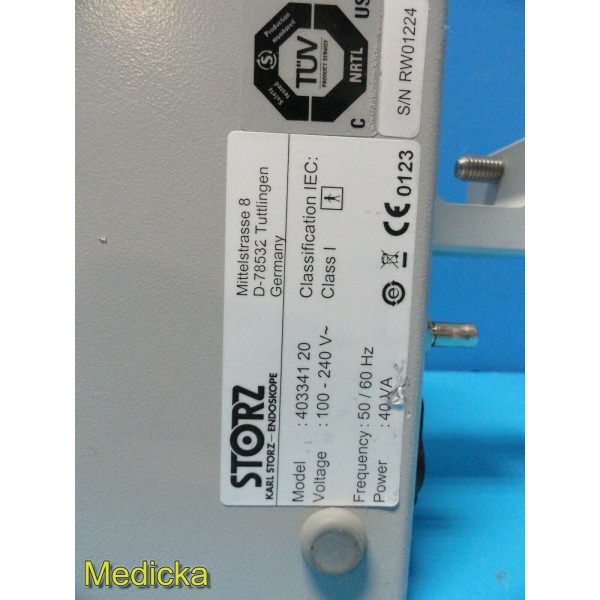 Production
monitored
Safety
tested
TÜV
PRODUCT SERVICE
C
NRTL
US
S/N RW01224
STORZ
KARL STORZ—ENDOSKOPE
Mittelstrasse 8
D-78532 Tuttlingen
Germany
Model : 403341 20
Voltage : 100 - 240 V~
Classification IEC:
Class I
Frequency : 50 / 60 Hz
Power : 40 VA
CE 0123
Medicka